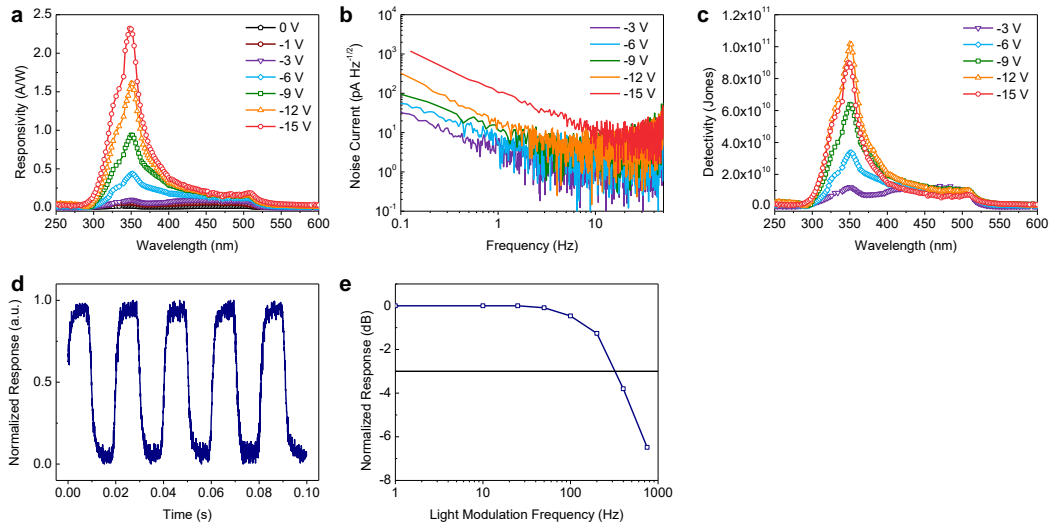 a
Responsivity (A/W)
2.5
2.0
1.5
1.0
0.5
0.0
250 300 350 400 450 500 550 600
Wavelength (nm)
0 V
-1 V
-3 V
-6 V
-9 V
-12 V
-15 V
b
Noise Current (pA Hz^-1/2)
10^5
10^4
10^3
10^2
10^1
10^0
10^-1
0.1 1 10
Frequency (Hz)
-3 V
-6 V
-9 V
-12 V
-15 V
c
Detectivity (Jones)
1.2x10^11
1.0x10^11
8.0x10^10
6.0x10^10
4.0x10^10
2.0x10^10
0.0
250 300 350 400 450 500 550 600
Wavelength (nm)
-3 V
-6 V
-9 V
-12 V
-15 V
d
Normalized Response (a.u.)
1.0
0.5
0.0
0.00 0.02 0.04 0.06 0.08 0.10
Time (s)
e
Normalized Response (dB)
0
-2
-4
-6
-8
1 10 100 1000
Light Modulation Frequency (Hz)